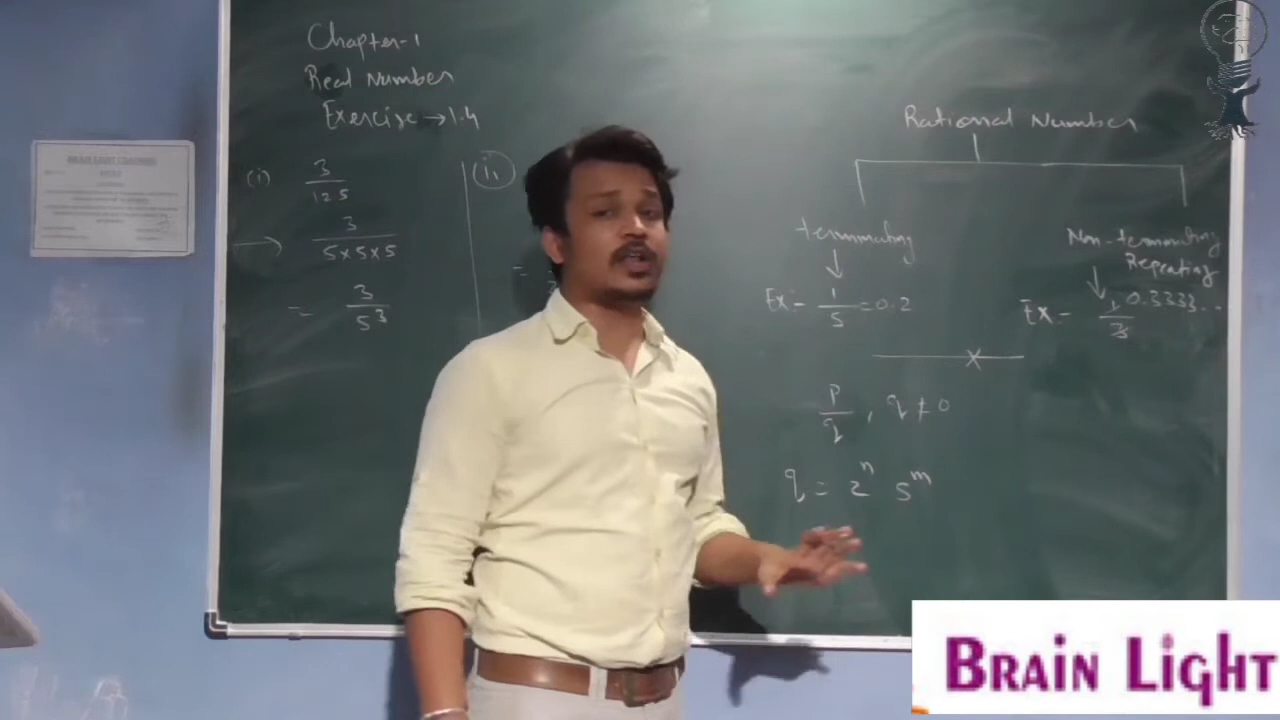 Chapter-1
Real Number
Exercise → 1.4
(i) 3/125
→ 3/5×5×5
= 3/5³
(ii)
=
Rational Number
terminating
↓
Ex:- 1/5 = 0.2
Non-terminating
Repeating
↓
Ex:- 1/3 0.3333...
p/q , q ≠ 0
q = 2ⁿ 5ᵐ
BRAIN LIGHT